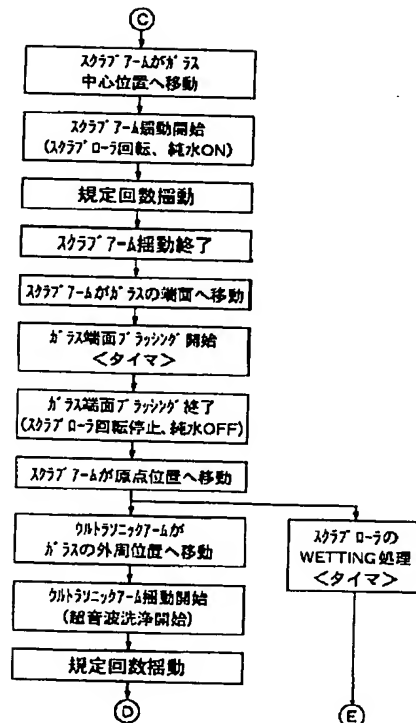 Ⓒ
スクラブアームがガラス
中心位置へ移動
スクラブアーム揺動開始
(スクラブローラ回転、純水ON)
規定回数揺動
スクラブアーム揺動終了
スクラブアームがガラスの端面へ移動
ガラス端面ブラッシング開始
<タイマ>
ガラス端面ブラッシング終了
(スクラブローラ回転停止、純水OFF)
スクラブアームが原点位置へ移動
ウルトラソニックアームが
ガラスの外周位置へ移動
スクラブローラの
WETTING処理
<タイマ>
ウルトラソニックアーム揺動開始
(超音波洗浄開始)
規定回数揺動
Ⓓ
Ⓔ